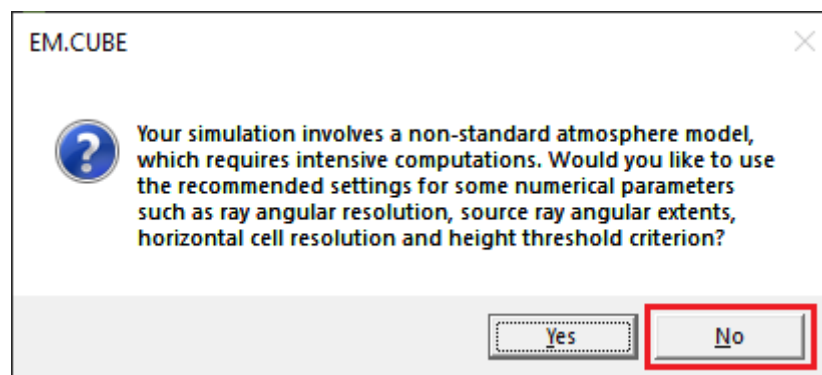 EM.CUBE
Your simulation involves a non-standard atmosphere model,
which requires intensive computations. Would you like to use
the recommended settings for some numerical parameters
such as ray angular resolution, source ray angular extents,
horizontal cell resolution and height threshold criterion?
Yes
No